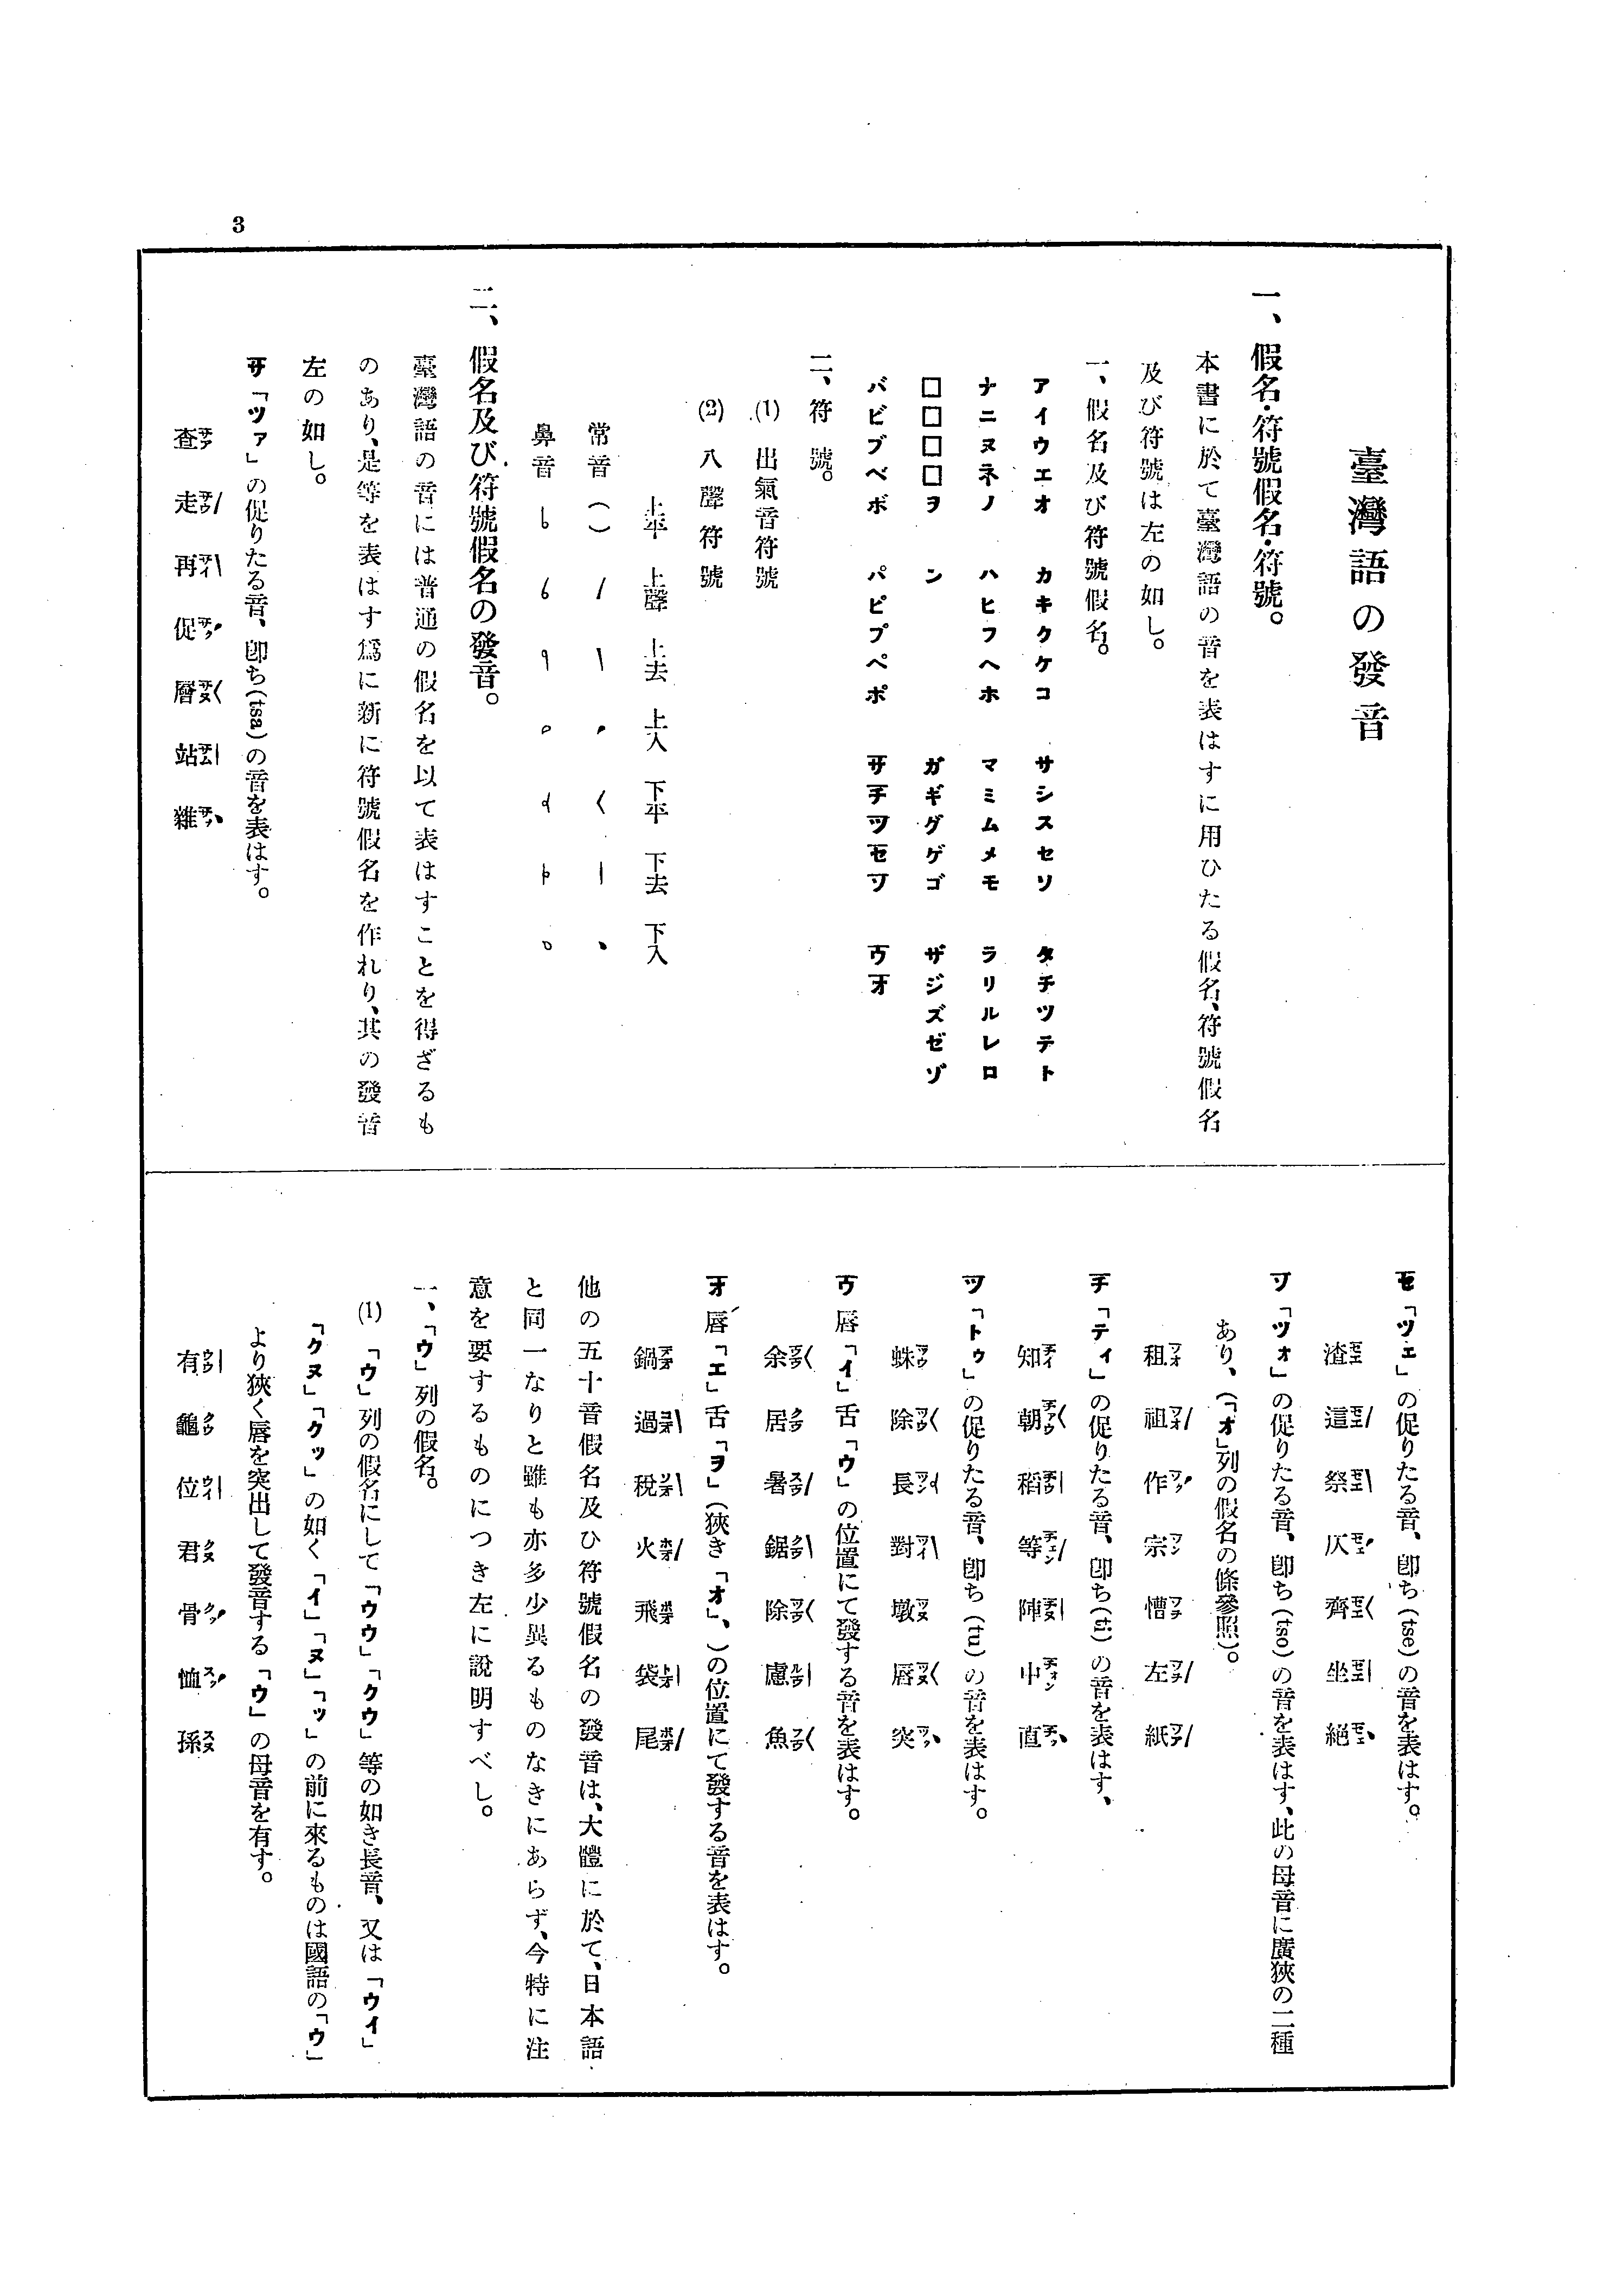 3
臺灣語の發音
一、假名・符號假名・符號。
本書に於て臺灣語の音を表はすに用ひたる假名、符號假名
及び符號は左の如し。
一、假名及び符號假名。
アイウエオ カキクケコ サシスセソ タチツテト
ナニヌネノ ハヒフヘホ マミムメモ ラリルレロ
□□□□ヲ ン ガギグゲゴ ザジズゼゾ
バビブベボ パピプペポ サ̅チ̅ツ̅セ̅ソ̅ ウ̅オ̅
二、符號。
(1) 出氣音符號
(2) 八聲符號
上平 上聲 上去 上入 下平 下去 下入
常音
鼻音
二、假名及び符號假名の發音。
臺灣語の音には普通の假名を以て表はすことを得ざるも
のあり、是等を表はす爲に新に符號假名を作れり、其の發音
左の如し。
サ̅「ツァ」の促りたる音、卽ち(tsa)の音を表はす。
査 走 再 促 層 站 雜
セ̅「ツェ」の促りたる音、卽ち(tse)の音を表はす。
渣 這 祭 仄 齊 坐 絕
ソ̅「ツォ」の促りたる音、卽ち(tso)の音を表はす、此の母音に廣狹の二種
あり、(「オ」列の假名の條參照)。
租 祖 作 宗 慒 左 紙
チ̅「ティ」の促りたる音、卽ち(ti)の音を表はす、
知 朝 稻 等 陣 中 直
ツ̅「トゥ」の促りたる音、卽ち(tu)の音を表はす。
蛛 除 長 對 墩 唇 突
ウ̅ 唇「イ」舌「ウ」の位置にて發する音を表はす。
余 居 暑 鋸 除 慮 魚
オ̅ 唇「エ」舌「ヲ」(狹き「オ」、)の位置にて發する音を表はす。
鍋 過 稅 火 飛 袋 尾
他の五十音假名及ひ符號假名の發音は、大體に於て、日本語
と同一なりと雖も亦多少異るものなきにあらず、今特に注
意を要するものにつき左に說明すべし。
一、「ウ」列の假名。
(1) 「ウ」列の假名にして「ウウ」「クウ」等の如き長音、又は「ウイ」
「クヌ」「クッ」の如く「イ」「ヌ」「ッ」の前に來るものは國語の「ウ」
より狹く唇を突出して發音する「ウ」の母音を有す。
有 龜 位 君 骨 恤 孫